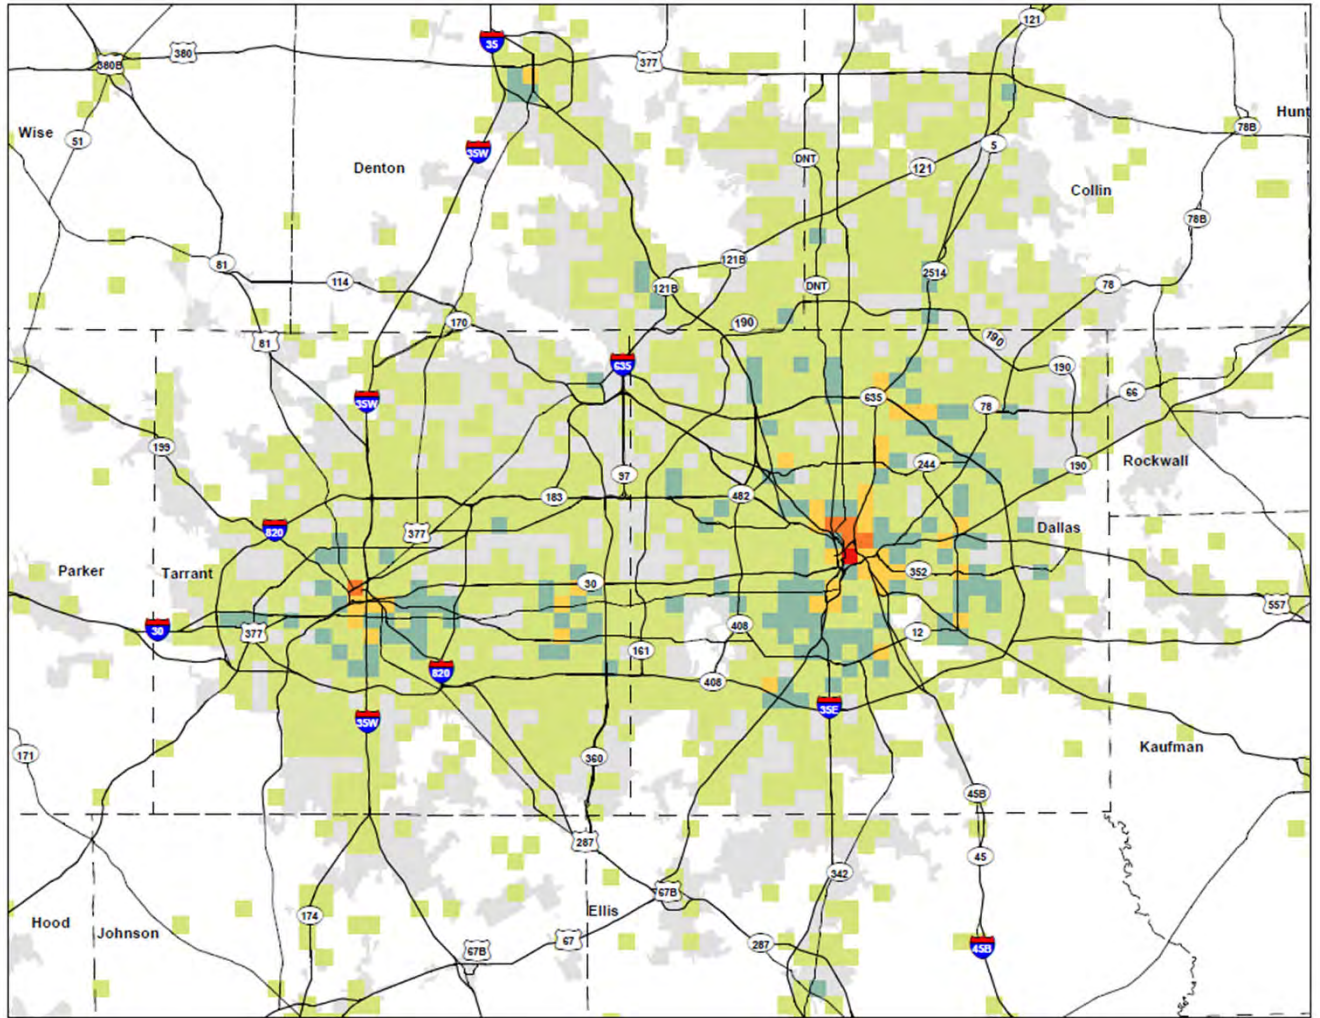 121
35
380
377
380B
78B
Hunt
Wise
51
5
35W
DNT
121
Denton
Collin
78B
121B
81
2514
114
121B
DNT
78
170
190
190
81
635
190
66
35W
635
78
199
244
190
Rockwall
97
183
482
820
377
Dallas
Parker
Tarrant
352
30
557
408
30
377
12
161
820
408
35E
35W
Kaufman
171
360
45B
287
45
342
67B
174
Ellis
Hood
Johnson
67
287
67B
45B